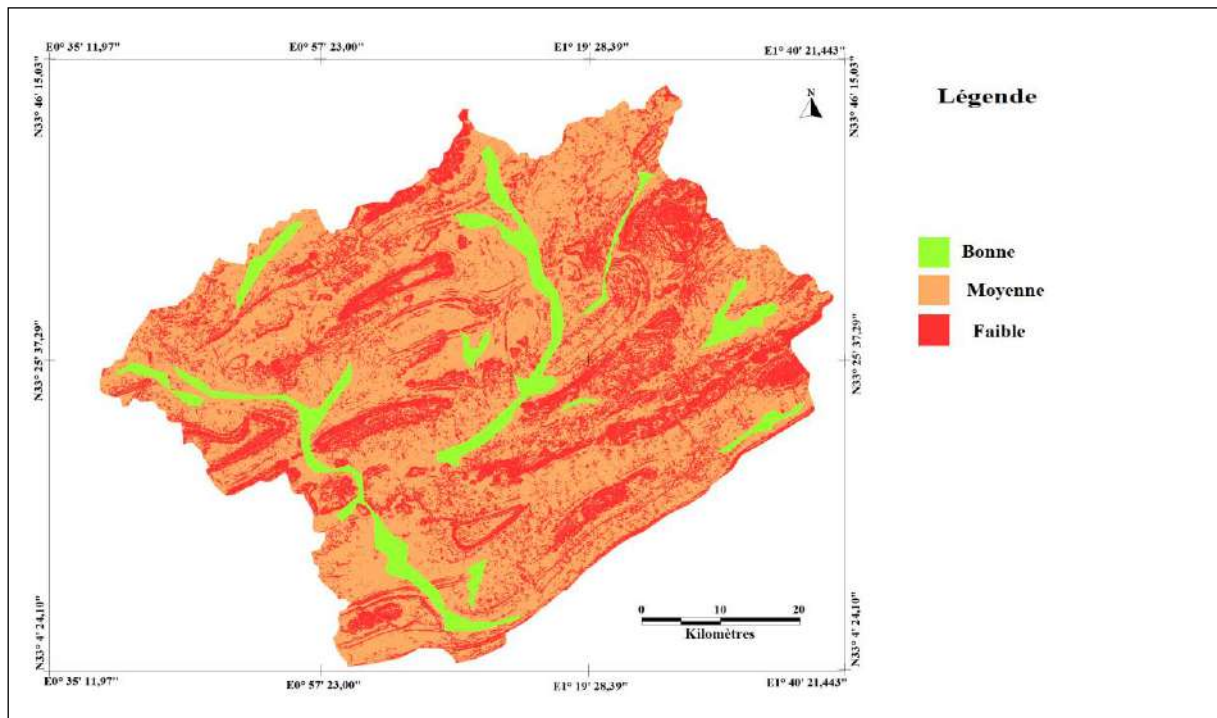 E0° 35' 11,97"
E0° 57' 23,00"
E1° 19' 28,39"
E1° 40' 21,443"
N33° 46' 15,03"
N33° 46' 15,03"
N
Légende
Bonne
Moyenne
Faible
N33° 25' 37,29"
N33° 25' 37,29"
0 10 20
Kilomètres
N33° 4' 24,10"
N33° 4' 24,10"
E0° 35' 11,97"
E0° 57' 23,00"
E1° 19' 28,39"
E1° 40' 21,443"